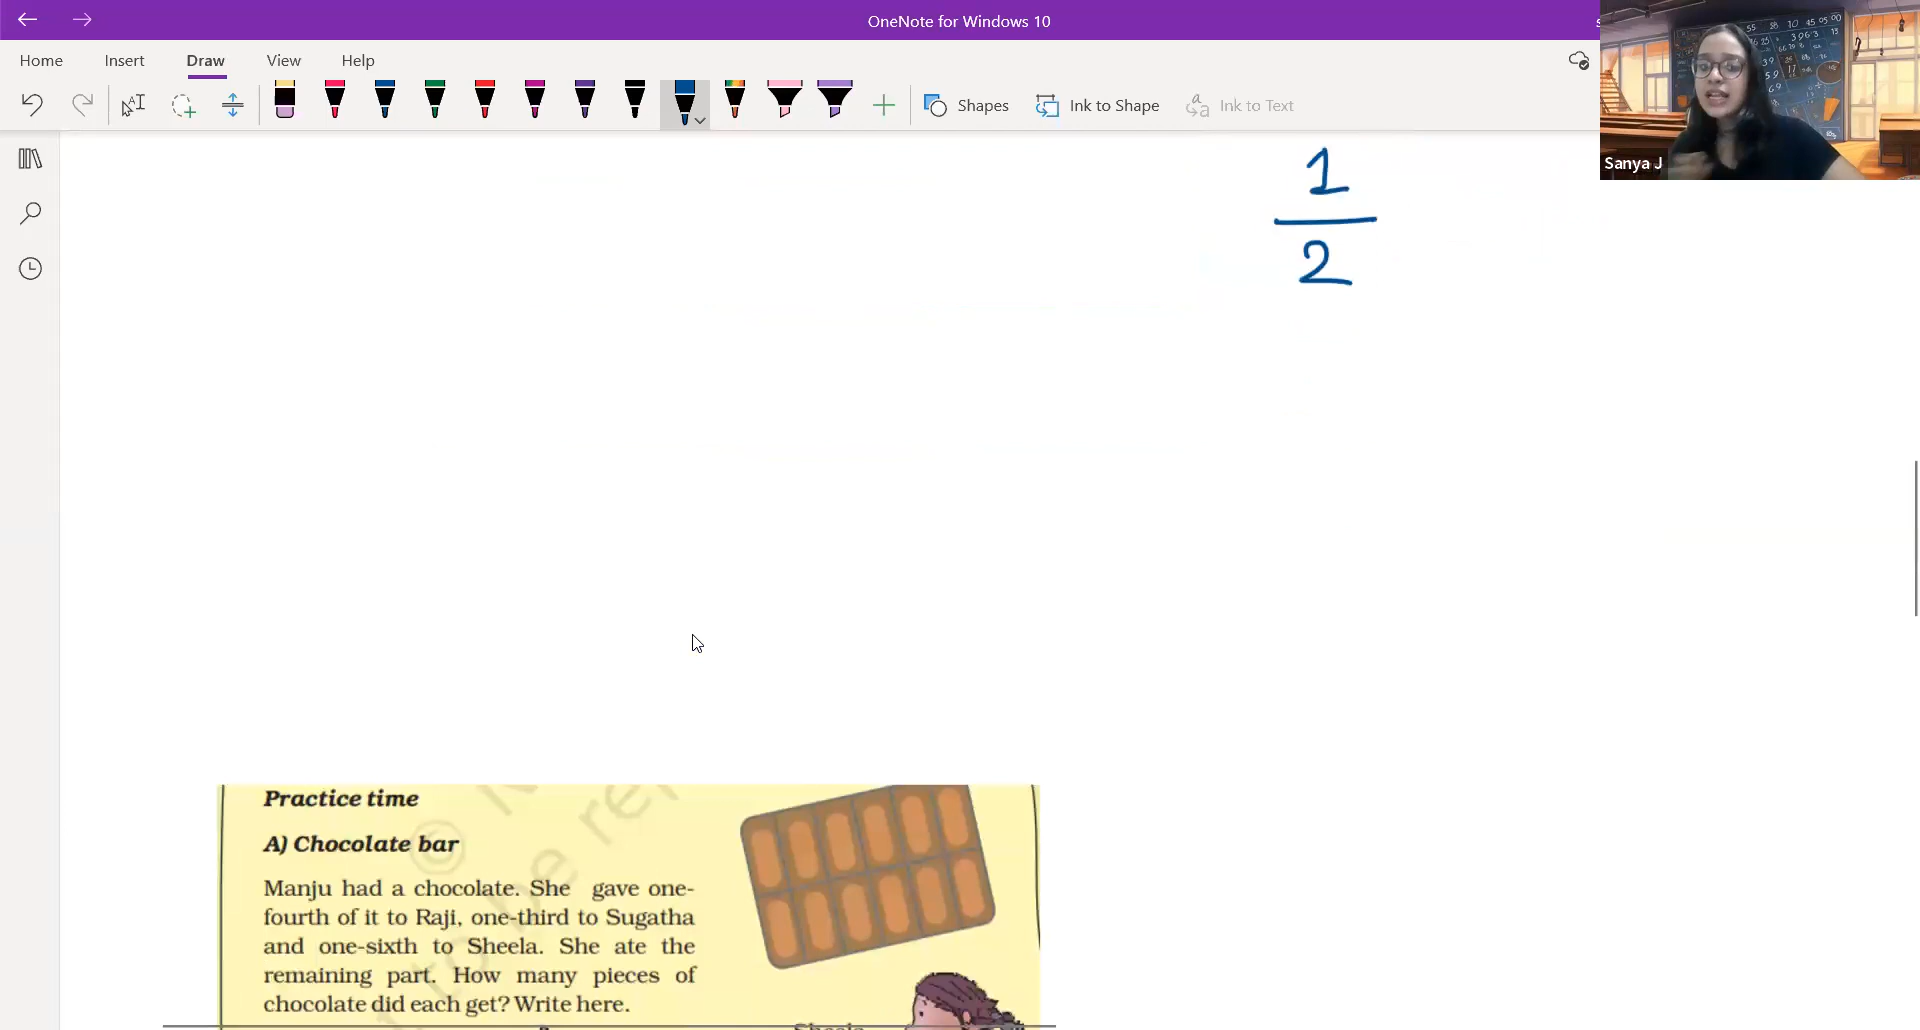 OneNote for Windows 10
Home Insert Draw View Help
Shapes Ink to Shape Ink to Text
Sanya J
1
2
Practice time
A) Chocolate bar
Manju had a chocolate. She gave one-
fourth of it to Raji, one-third to Sugatha
and one-sixth to Sheela. She ate the
remaining part. How many pieces of
chocolate did each get? Write here.
Sheela